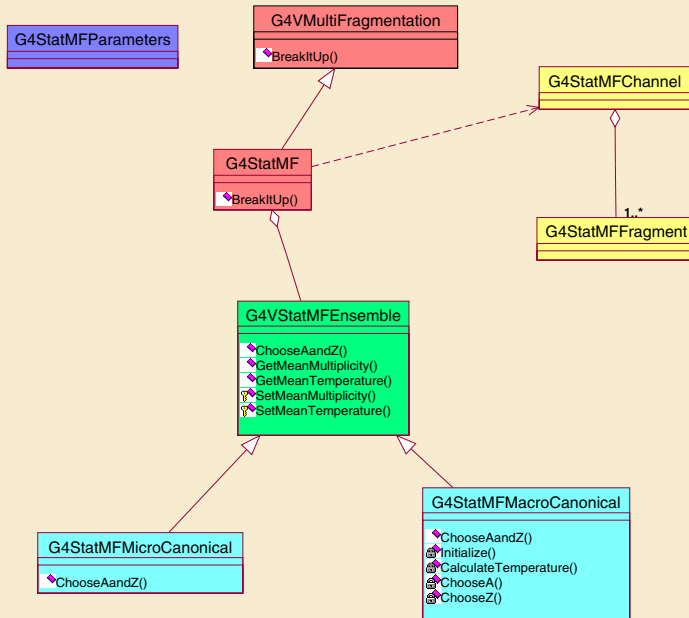 G4StatMFParameters
G4VMultiFragmentation
BreakItUp()
G4StatMFChannel
G4StatMF
BreakItUp()
1..*
G4StatMFFragment
G4VStatMFEnsemble
ChooseAandZ()
GetMeanMultiplicity()
GetMeanTemperature()
SetMeanMultiplicity()
SetMeanTemperature()
G4StatMFMicroCanonical
ChooseAandZ()
G4StatMFMacroCanonical
ChooseAandZ()
Initialize()
CalculateTemperature()
ChooseA()
ChooseZ()